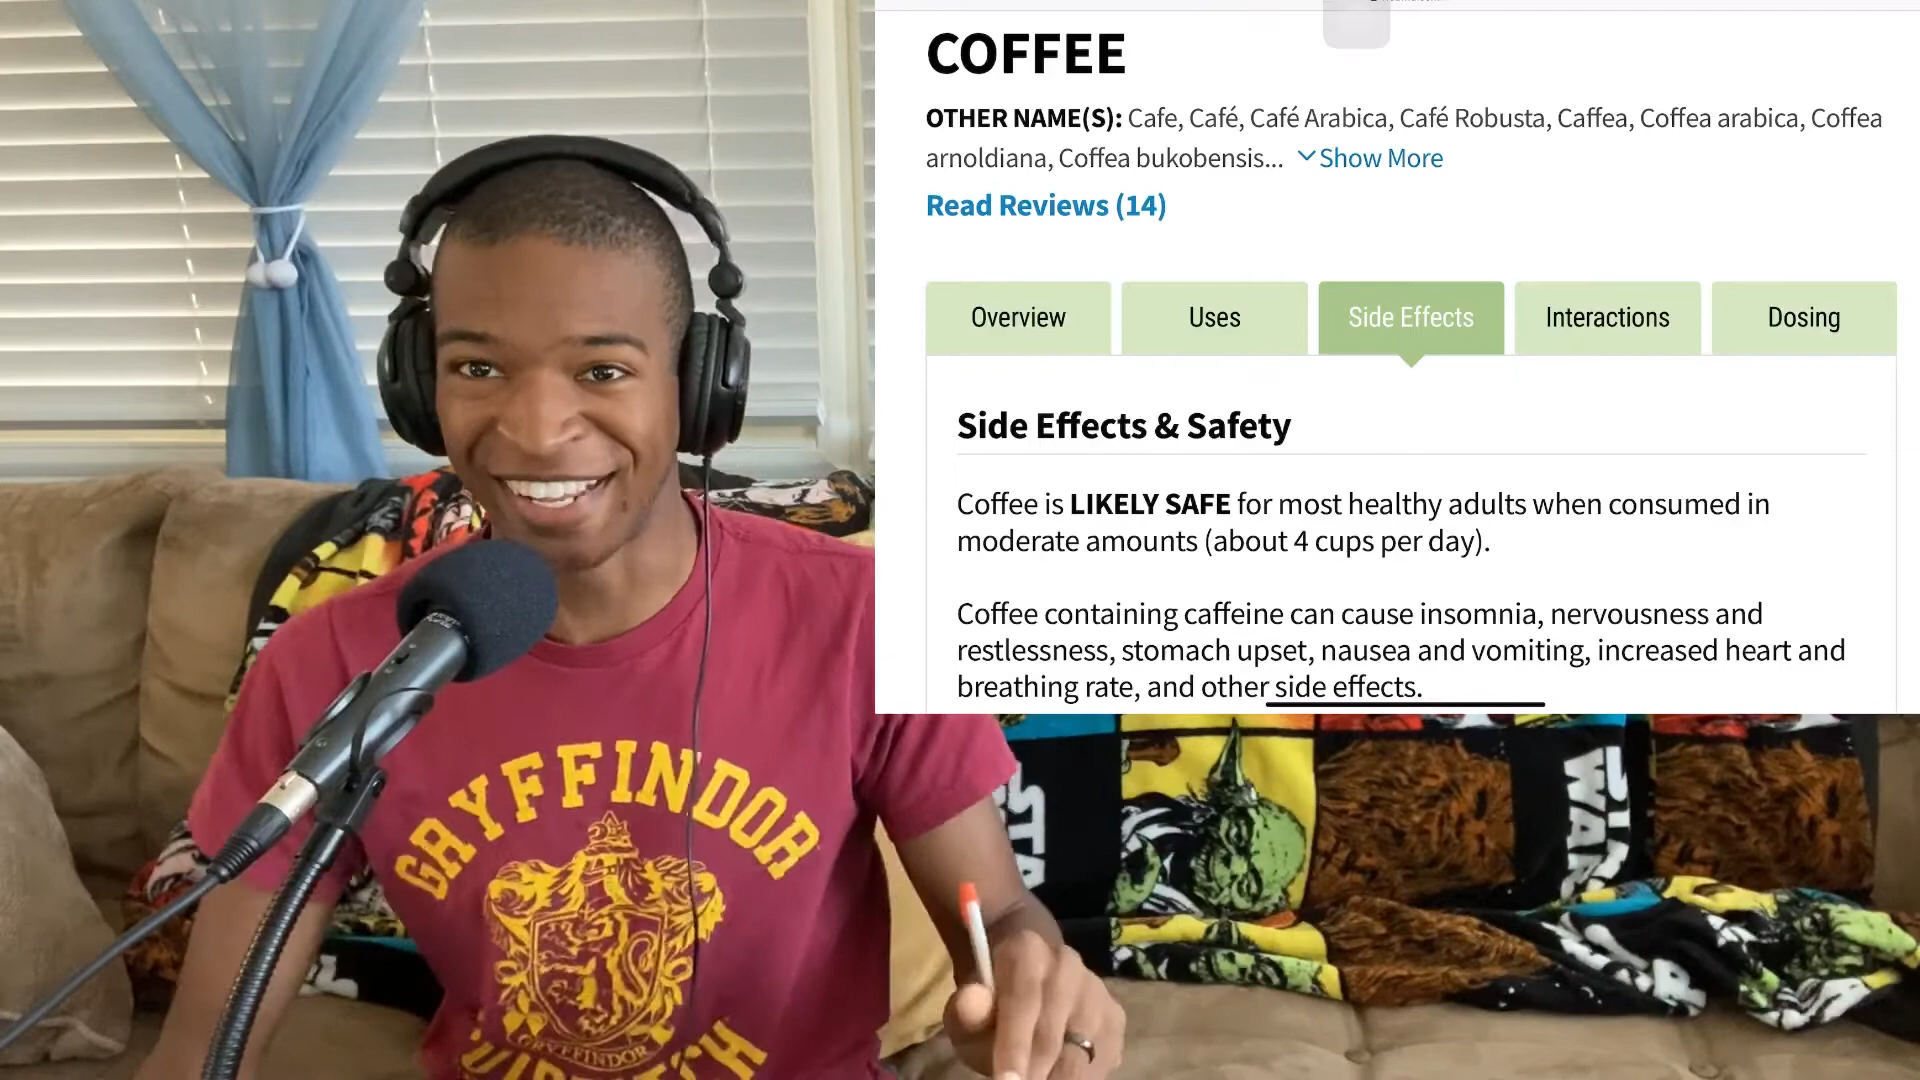 COFFEE
OTHER NAME(S): Cafe, Café, Café Arabica, Café Robusta, Caffea, Coffea arabica, Coffea
arnoldiana, Coffea bukobensis... Show More
Read Reviews (14)
Overview
Uses
Side Effects
Interactions
Dosing
Side Effects & Safety
Coffee is LIKELY SAFE for most healthy adults when consumed in
moderate amounts (about 4 cups per day).
Coffee containing caffeine can cause insomnia, nervousness and
restlessness, stomach upset, nausea and vomiting, increased heart and
breathing rate, and other side effects.
GRYFFINDOR
GRYFFINDOR
STAR
WARS